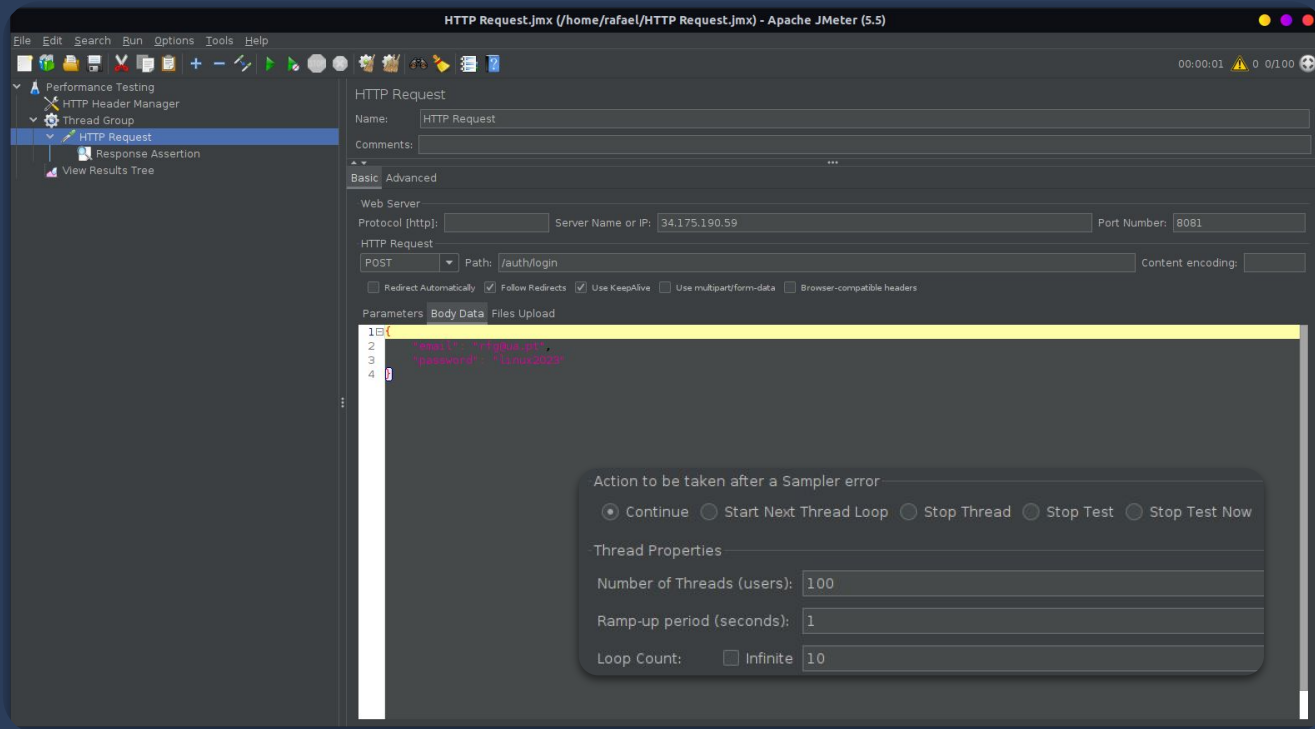 HTTP Request.jmx (/home/rafael/HTTP Request.jmx) - Apache JMeter (5.5)
File Edit Search Run Options Tools Help
00:00:01 0 0/100
Performance Testing
HTTP Header Manager
Thread Group
HTTP Request
Response Assertion
View Results Tree
HTTP Request
Name: HTTP Request
Comments:
Basic Advanced
Web Server
Protocol [http]: Server Name or IP: 34.175.190.59 Port Number: 8081
HTTP Request
POST Path: /auth/login Content encoding:
Redirect Automatically Follow Redirects Use KeepAlive Use multipart/form-data Browser-compatible headers
Parameters Body Data Files Upload
1 {
2 "email":
3 "password": "linux2023"
4 }
Action to be taken after a Sampler error
Continue Start Next Thread Loop Stop Thread Stop Test Stop Test Now
Thread Properties
Number of Threads (users): 100
Ramp-up period (seconds): 1
Loop Count: Infinite 10